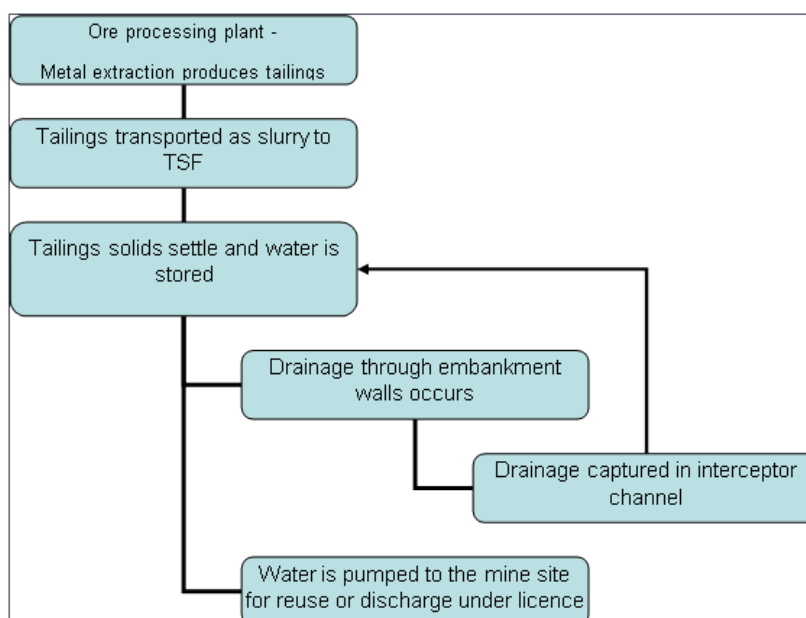 Ore processing plant -
Metal extraction produces tailings
Tailings transported as slurry to
TSF
Tailings solids settle and water is
stored
Drainage through embankment
walls occurs
Drainage captured in interceptor
channel
Water is pumped to the mine site
for reuse or discharge under licence